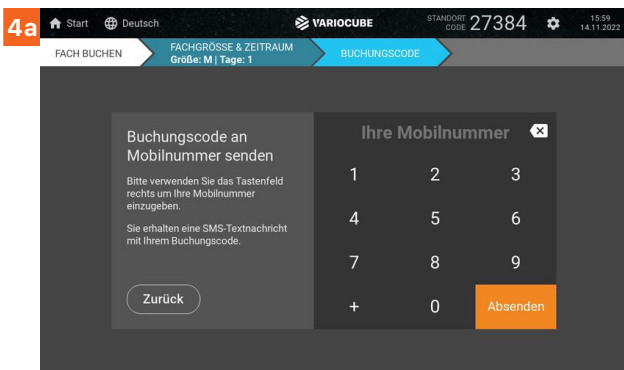 4a
Start Deutsch VARIOCUBE STANDORT CODE 27384 15:59 14.11.2022
FACH BUCHEN
FACHGRÖSSE & ZEITRAUM
Größe: M | Tage: 1
BUCHUNGSCODE
Buchungscode an
Mobilnummer senden
Bitte verwenden Sie das Tastenfeld
rechts um Ihre Mobilnummer
einzugeben.
Sie erhalten eine SMS-Textnachricht
mit Ihrem Buchungscode.
Zurück
Ihre Mobilnummer
1 2 3
4 5 6
7 8 9
+ 0 Absenden